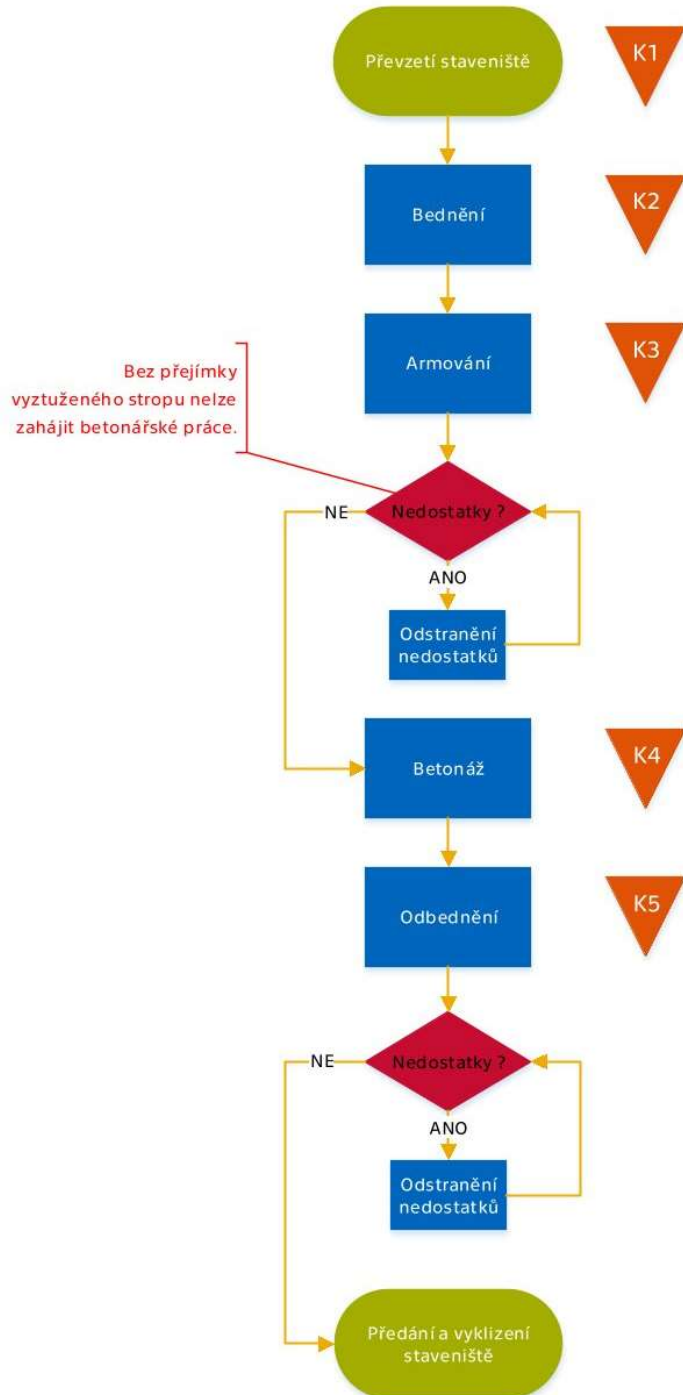 Převzetí staveniště
K1
Bednění
K2
Armování
K3
Bez přejímky
vyztuženého stropu nelze
zahájit betonářské práce.
Nedostatky ?
NE
ANO
Odstranění
nedostatků
Betonáž
K4
Odbednění
K5
Nedostatky ?
NE
ANO
Odstranění
nedostatků
Předání a vyklizení
staveniště